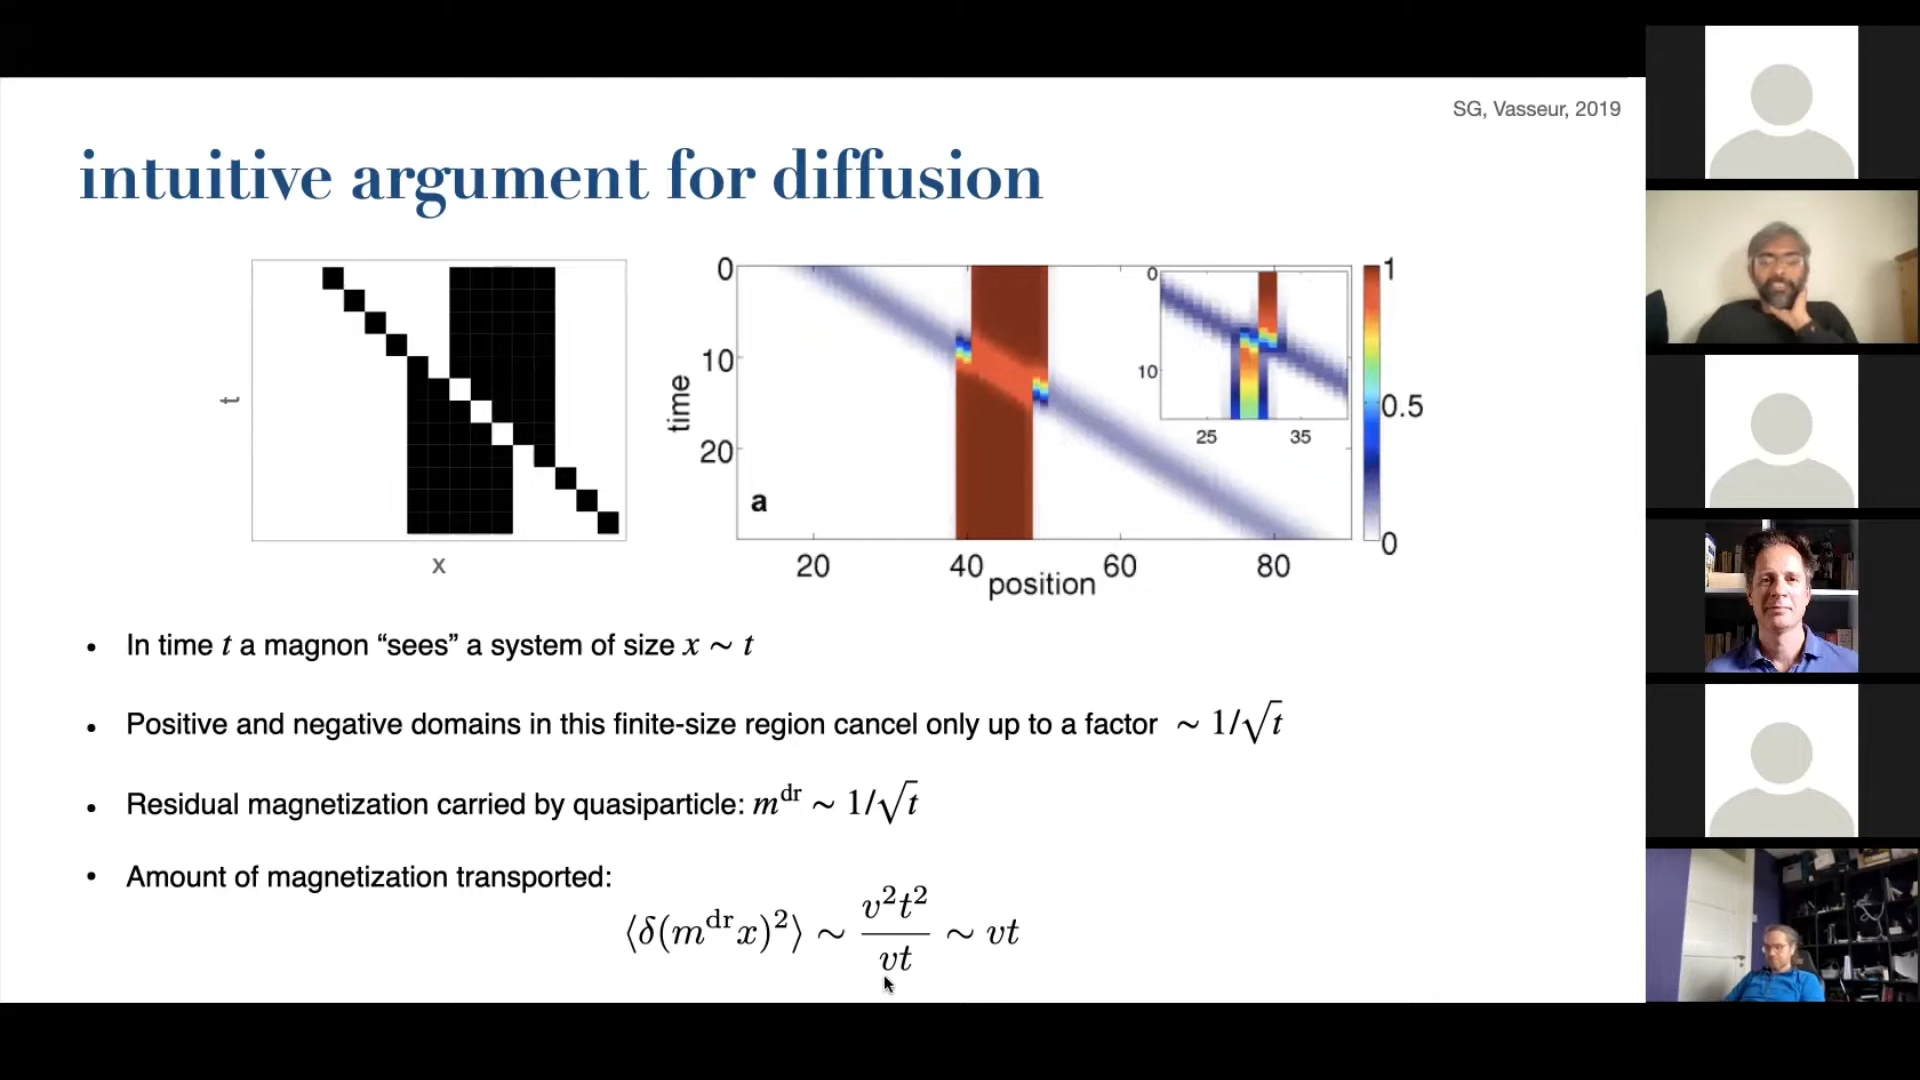 SG, Vasseur, 2019
intuitive argument for diffusion
t
x
0
10
20
time
a
20
40
60
80
position
0
10
25
35
1
0.5
0
• In time t a magnon “sees” a system of size x ~ t
• Positive and negative domains in this finite-size region cancel only up to a factor ~ 1/√t
• Residual magnetization carried by quasiparticle: m^dr ~ 1/√t
• Amount of magnetization transported:
⟨δ(m^dr x)²⟩ ~ v²t²/vt ~ vt